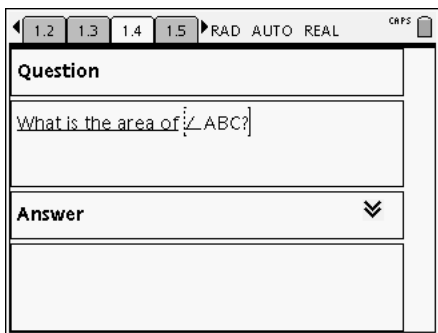 1.2 1.3 1.4 1.5 RAD AUTO REAL CAPS
Question
What is the area of ∠ ABC?
Answer